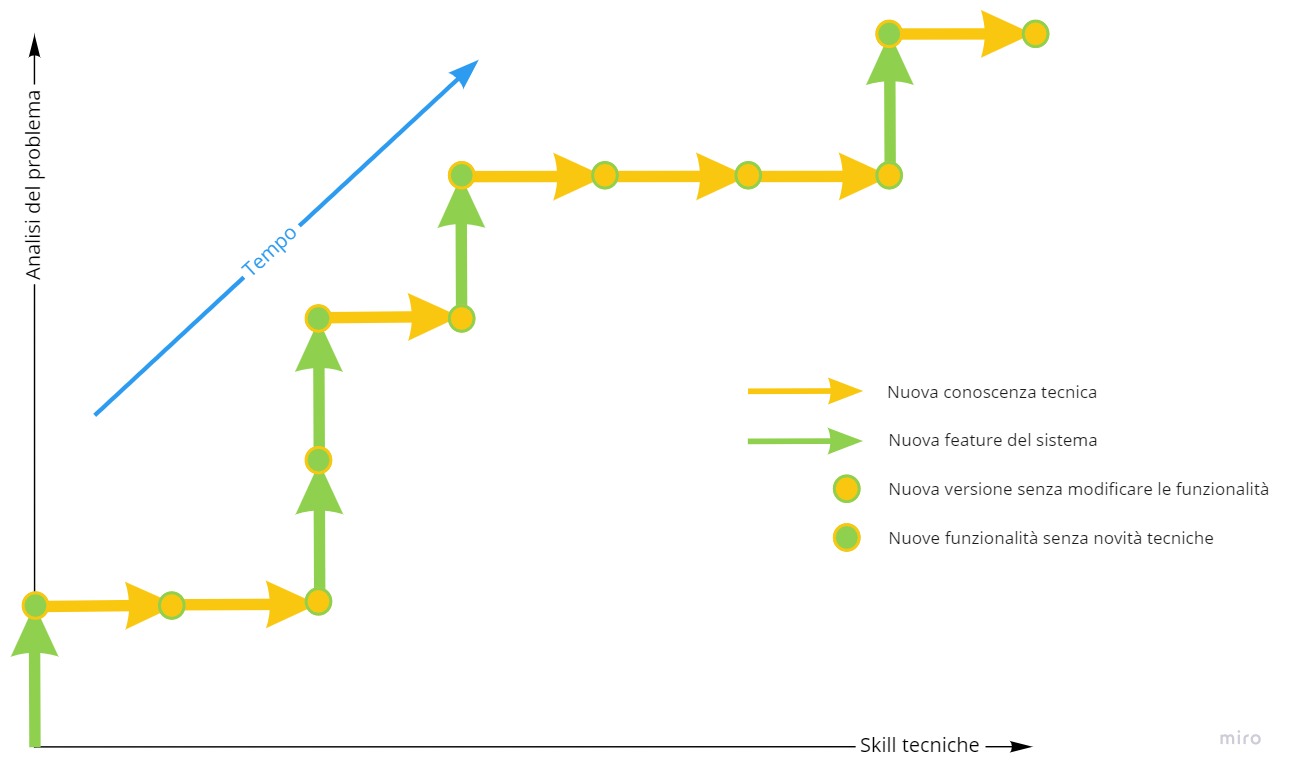 Analisi del problema
Tempo
Nuova conoscenza tecnica
Nuova feature del sistema
Nuova versione senza modificare le funzionalità
Nuove funzionalità senza novità tecniche
Skill tecniche
miro